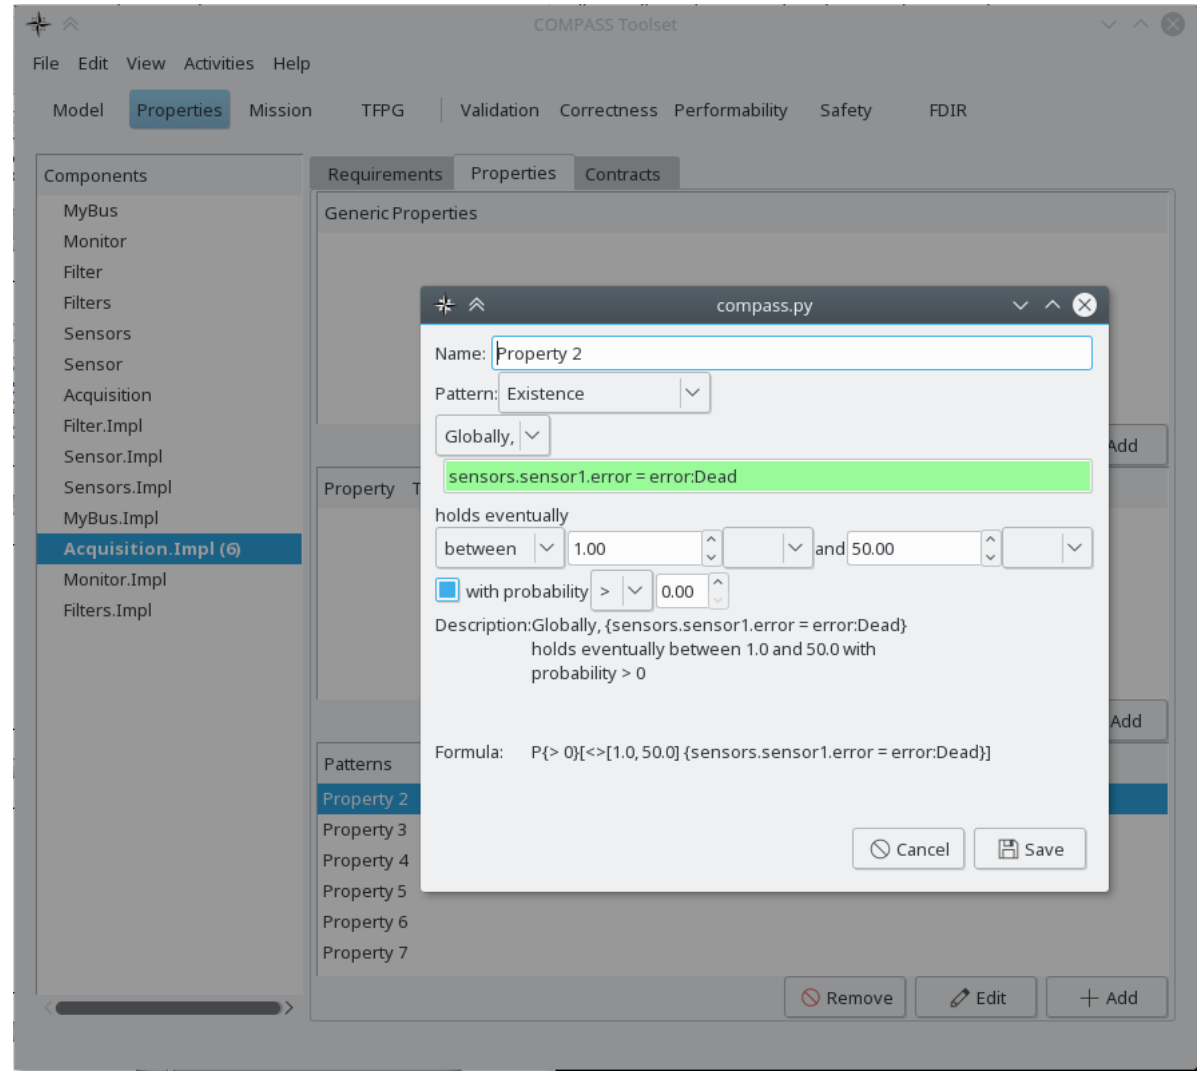 COMPASS Toolset
File Edit View Activities Help
Model Properties Mission TFPG Validation Correctness Performability Safety FDIR
Components
MyBus
Monitor
Filter
Filters
Sensors
Sensor
Acquisition
Filter.Impl
Sensor.Impl
Sensors.Impl
MyBus.Impl
Acquisition.Impl (6)
Monitor.Impl
Filters.Impl
Requirements Properties Contracts
Generic Properties
Add
Property T
Add
Patterns
Property 2
Property 3
Property 4
Property 5
Property 6
Property 7
Remove Edit + Add
compass.py
Name: Property 2
Pattern: Existence
Globally,
sensors.sensor1.error = error:Dead
holds eventually
between 1.00 and 50.00
with probability > 0.00
Description: Globally, {sensors.sensor1.error = error:Dead}
holds eventually between 1.0 and 50.0 with
probability > 0
Formula: P{> 0}[<>[1.0, 50.0] {sensors.sensor1.error = error:Dead}]
Cancel Save